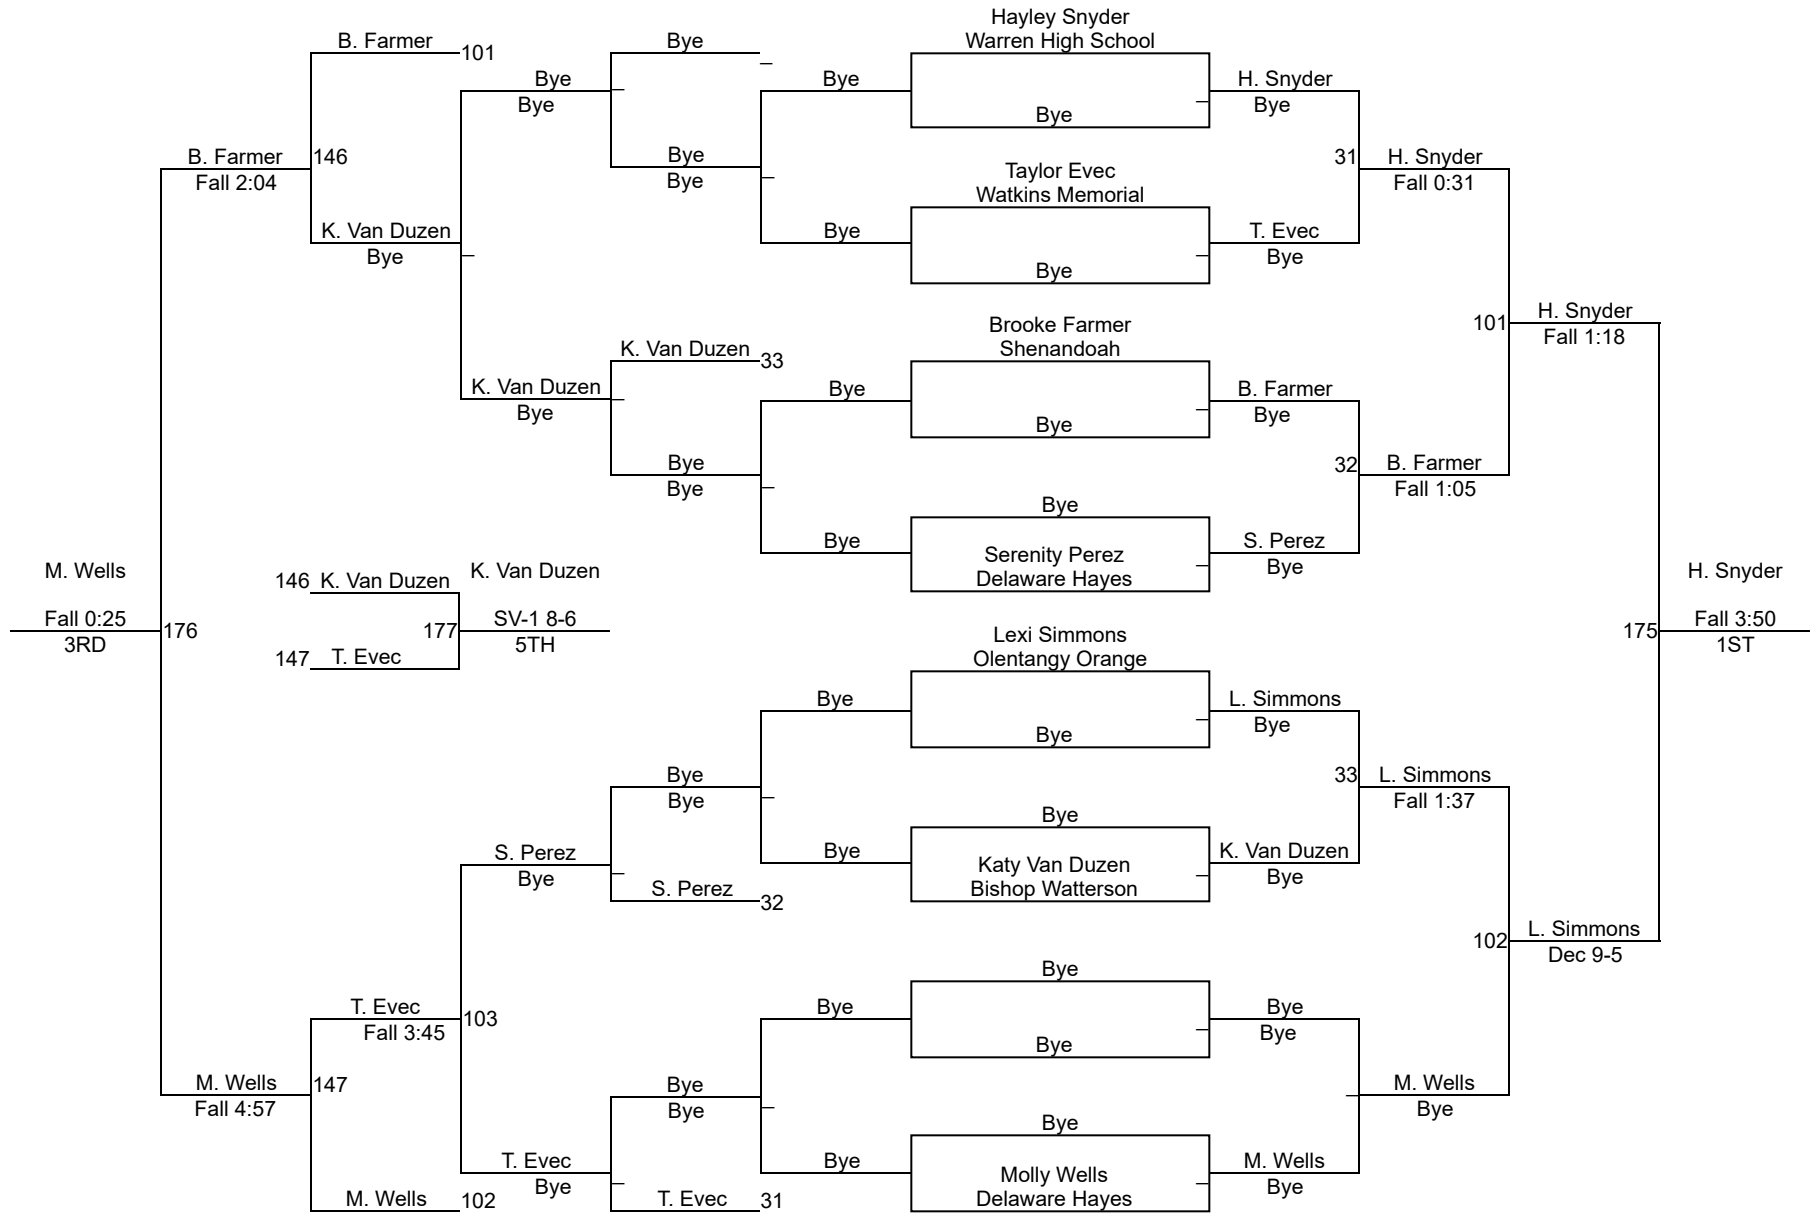 Hayley Snyder
B. Farmer
Bye
Warren High School
101
Bye
Bye
H. Snyder
Bye
Bye
Bye
Bye
B. Farmer
146
Bye
31
H. Snyder
Fall 2:04
Bye
Taylor Evec
Fall 0:31
Watkins Memorial
K. Van Duzen
Bye
T. Evec
Bye
Bye
Bye
H. Snyder
101
Brooke Farmer
Fall 1:18
K. Van Duzen
33
Shenandoah
K. Van Duzen
Bye
B. Farmer
Bye
Bye
Bye
Bye
32
B. Farmer
Bye
Fall 1:05
Bye
Bye
S. Perez
Serenity Perez
Bye
M. Wells
146
K. Van Duzen
K. Van Duzen
Delaware Hayes
H. Snyder
Fall 0:25
176
177
SV-1 8-6
175
Fall 3:50
3RD
5TH
Lexi Simmons
1ST
147
T. Evec
Olentangy Orange
Bye
L. Simmons
Bye
Bye
Bye
33
L. Simmons
Bye
Fall 1:37
Bye
S. Perez
Bye
K. Van Duzen
Bye
Katy Van Duzen
Bye
S. Perez
32
Bishop Watterson
L. Simmons
102
Dec 9-5
Bye
T. Evec
103
Bye
Bye
Fall 3:45
Bye
Bye
M. Wells
147
Bye
M. Wells
Fall 4:57
Bye
Bye
Bye
T. Evec
Bye
M. Wells
Bye
Molly Wells
Bye
M. Wells
102
T. Evec
31
Delaware Hayes